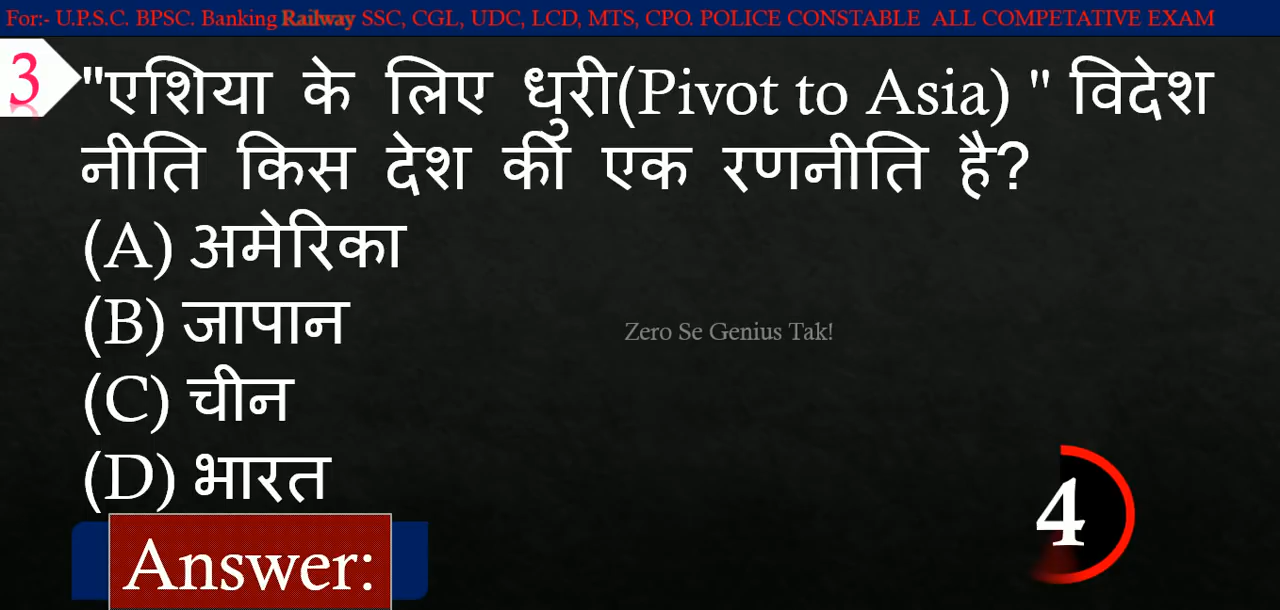 For:- U.P.S.C. BPSC. Banking Railway SSC, CGL, UDC, LCD, MTS, CPO. POLICE CONSTABLE ALL COMPETATIVE EXAM
3
"एशिया के लिए धुरी(Pivot to Asia) " विदेश
नीति किस देश की एक रणनीति है?
(A) अमेरिका
(B) जापान
Zero Se Genius Tak!
(C) चीन
(D) भारत
4
Answer: